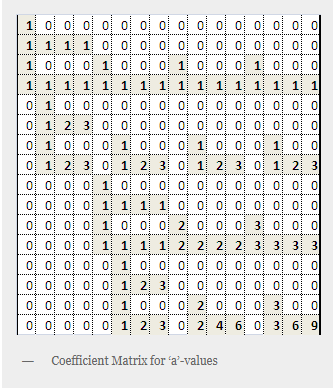 1 0 0 0 0 0 0 0 0 0 0 0 0 0 0 0
1 1 1 1 0 0 0 0 0 0 0 0 0 0 0 0
1 0 0 0 1 0 0 0 1 0 0 0 1 0 0 0
1 1 1 1 1 1 1 1 1 1 1 1 1 1 1 1
0 1 0 0 0 0 0 0 0 0 0 0 0 0 0 0
0 1 2 3 0 0 0 0 0 0 0 0 0 0 0 0
0 1 0 0 0 1 0 0 0 1 0 0 0 1 0 0
0 1 2 3 0 1 2 3 0 1 2 3 0 1 2 3
0 0 0 0 1 0 0 0 0 0 0 0 0 0 0 0
0 0 0 0 1 1 1 1 0 0 0 0 0 0 0 0
0 0 0 0 1 0 0 0 2 0 0 0 3 0 0 0
0 0 0 0 1 1 1 1 2 2 2 2 3 3 3 3
0 0 0 0 0 1 0 0 0 0 0 0 0 0 0 0
0 0 0 0 0 1 2 3 0 0 0 0 0 0 0 0
0 0 0 0 0 1 0 0 0 2 0 0 0 3 0 0
0 0 0 0 0 1 2 3 0 2 4 6 0 3 6 9
— Coefficient Matrix for ‘a’-values